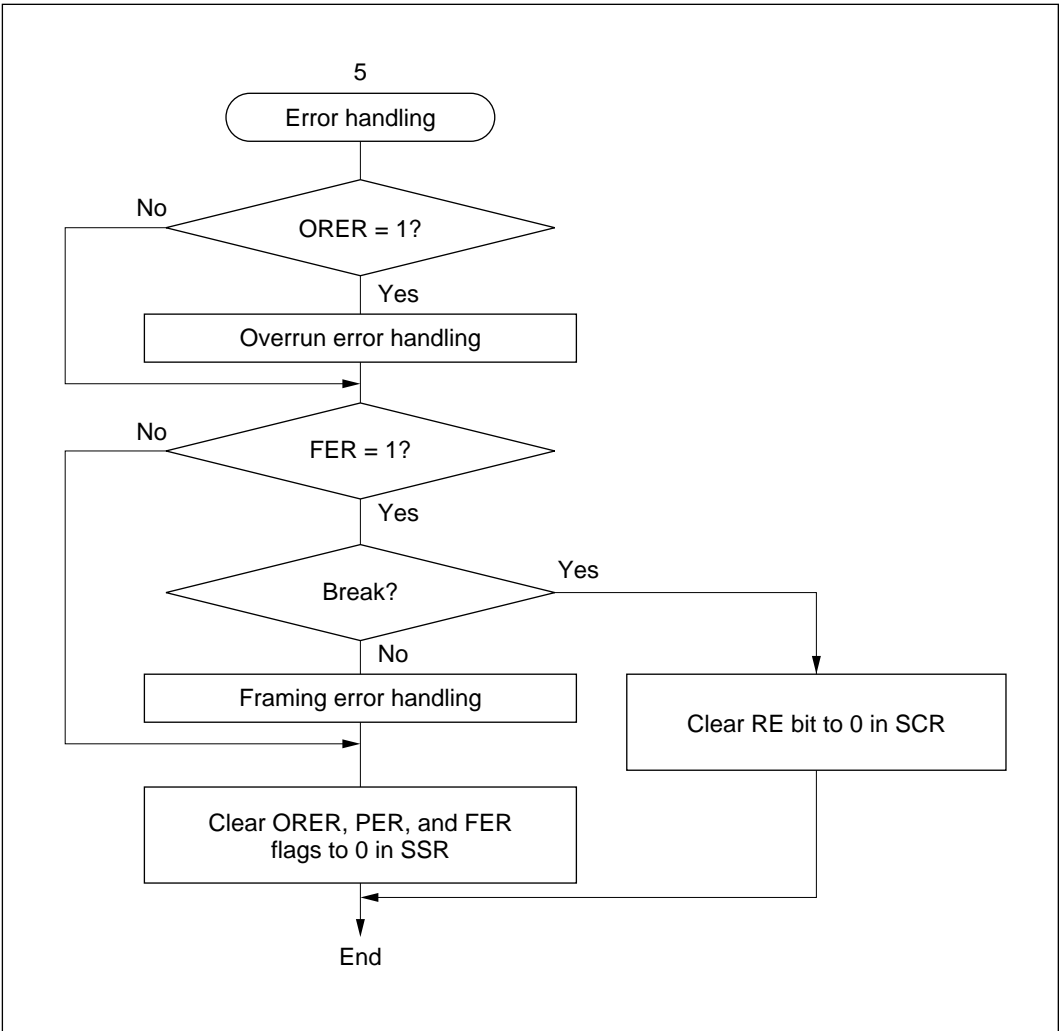 5
Error handling
No
ORER = 1?
Yes
Overrun error handling
No
FER = 1?
Yes
Yes
Break?
No
Framing error handling
Clear RE bit to 0 in SCR
Clear ORER, PER, and FER
flags to 0 in SSR
End